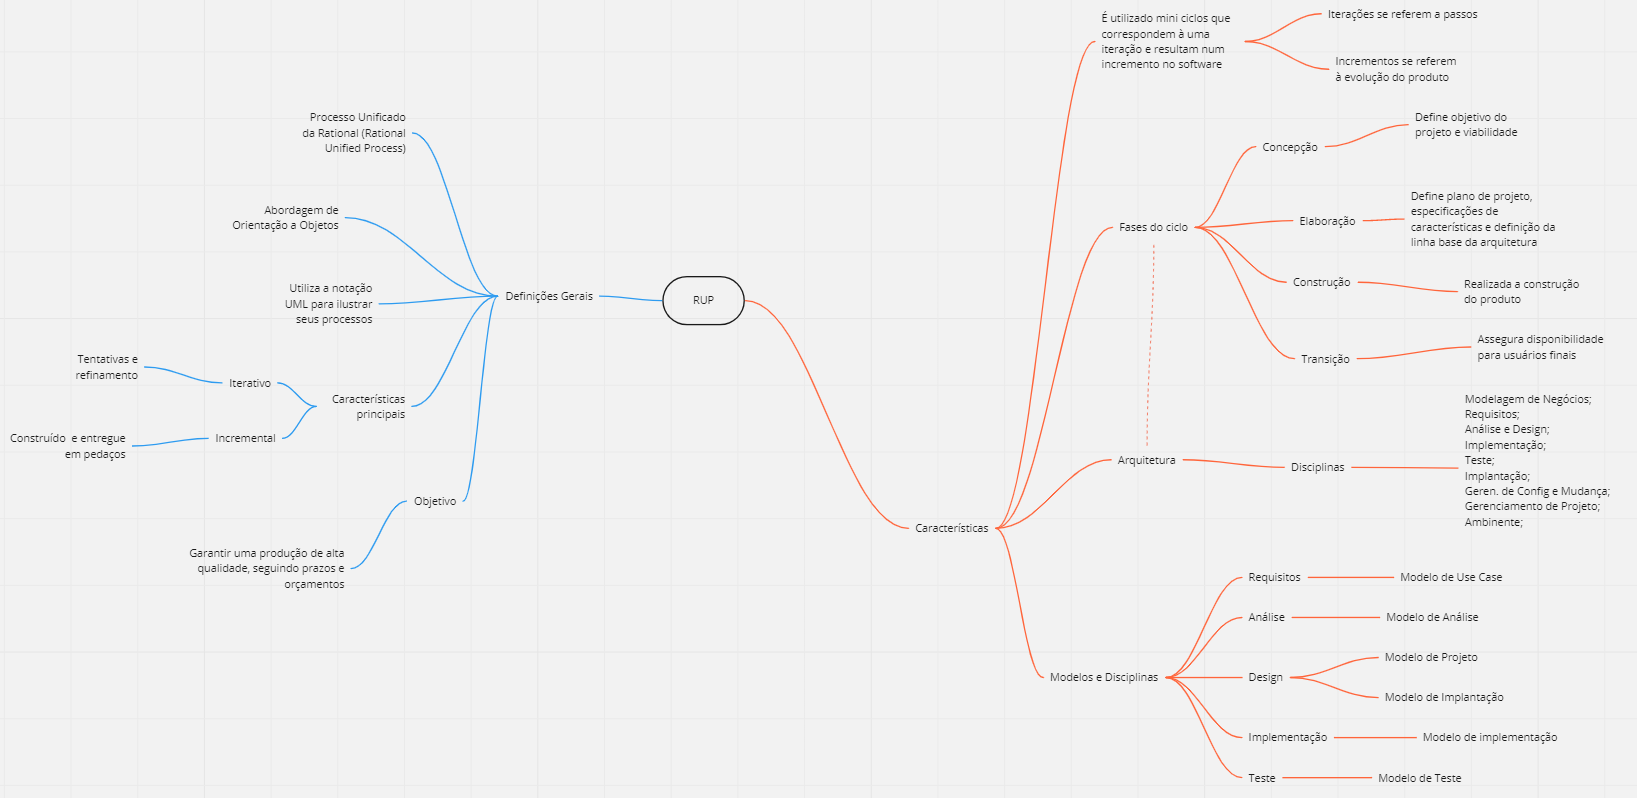 RUP
Definições Gerais
Processo Unificado
da Rational (Rational
Unified Process)
Abordagem de
Orientação a Objetos
Utiliza a notação
UML para ilustrar
seus processos
Características
principais
Iterativo
Tentativas e
refinamento
Incremental
Construído e entregue
em pedaços
Objetivo
Garantir uma produção de alta
qualidade, seguindo prazos e
orçamentos
Características
É utilizado mini ciclos que
correspondem à uma
iteração e resultam num
incremento no software
Iterações se referem a passos
Incrementos se referem
à evolução do produto
Fases do ciclo
Concepção
Define objetivo do
projeto e viabilidade
Elaboração
Define plano de projeto,
especificações de
características e definição da
linha base da arquitetura
Construção
Realizada a construção
do produto
Transição
Assegura disponibilidade
para usuários finais
Arquitetura
Disciplinas
Modelagem de Negócios;
Requisitos;
Análise e Design;
Implementação;
Teste;
Implantação;
Geren. de Config e Mudança;
Gerenciamento de Projeto;
Ambinente;
Modelos e Disciplinas
Requisitos
Modelo de Use Case
Análise
Modelo de Análise
Design
Modelo de Projeto
Modelo de Implantação
Implementação
Modelo de implementação
Teste
Modelo de Teste